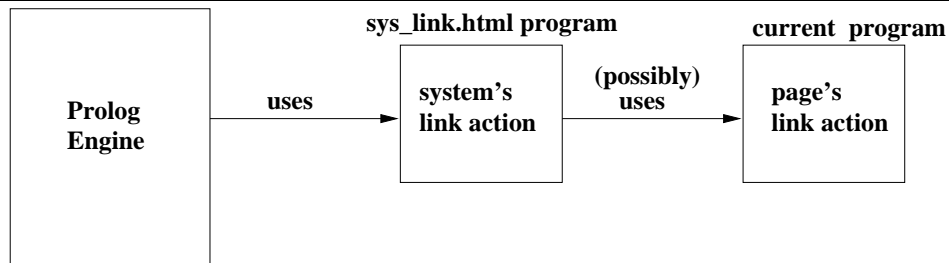 sys_link.html program
current program
Prolog
Engine
uses
system's
link action
(possibly)
uses
page's
link action